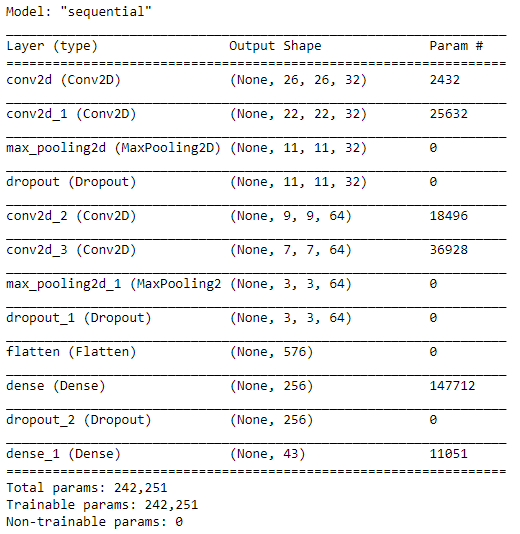 Model: "sequential"
Layer (type) Output Shape Param #
conv2d (Conv2D) (None, 26, 26, 32) 2432
conv2d_1 (Conv2D) (None, 22, 22, 32) 25632
max_pooling2d (MaxPooling2D) (None, 11, 11, 32) 0
dropout (Dropout) (None, 11, 11, 32) 0
conv2d_2 (Conv2D) (None, 9, 9, 64) 18496
conv2d_3 (Conv2D) (None, 7, 7, 64) 36928
max_pooling2d_1 (MaxPooling2 (None, 3, 3, 64) 0
dropout_1 (Dropout) (None, 3, 3, 64) 0
flatten (Flatten) (None, 576) 0
dense (Dense) (None, 256) 147712
dropout_2 (Dropout) (None, 256) 0
dense_1 (Dense) (None, 43) 11051
Total params: 242,251
Trainable params: 242,251
Non-trainable params: 0